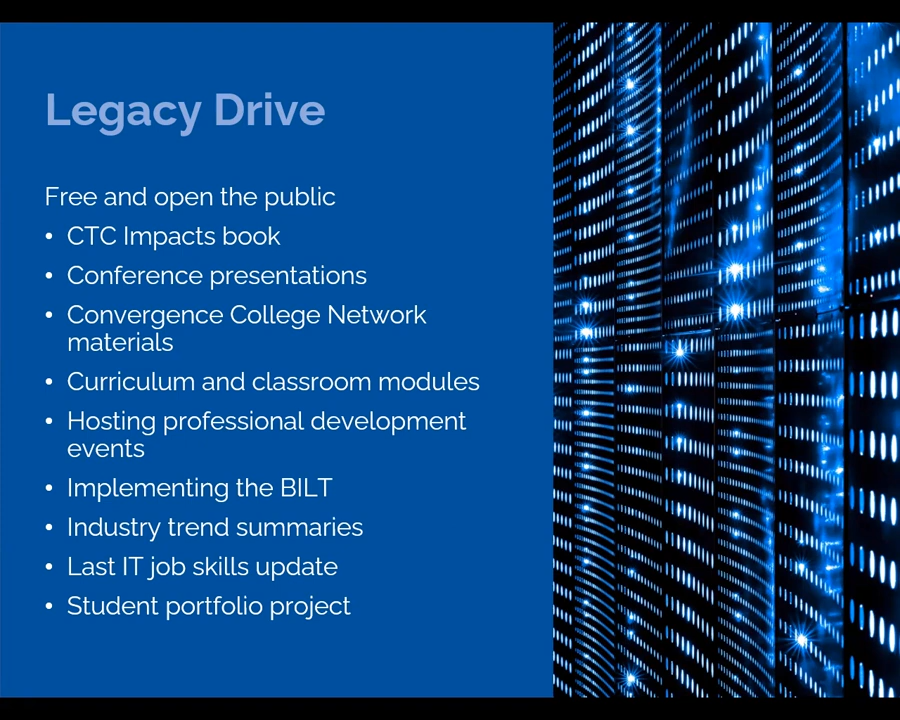 Legacy Drive
Free and open the public
• CTC Impacts book
• Conference presentations
• Convergence College Network
materials
• Curriculum and classroom modules
• Hosting professional development
events
• Implementing the BILT
• Industry trend summaries
• Last IT job skills update
• Student portfolio project